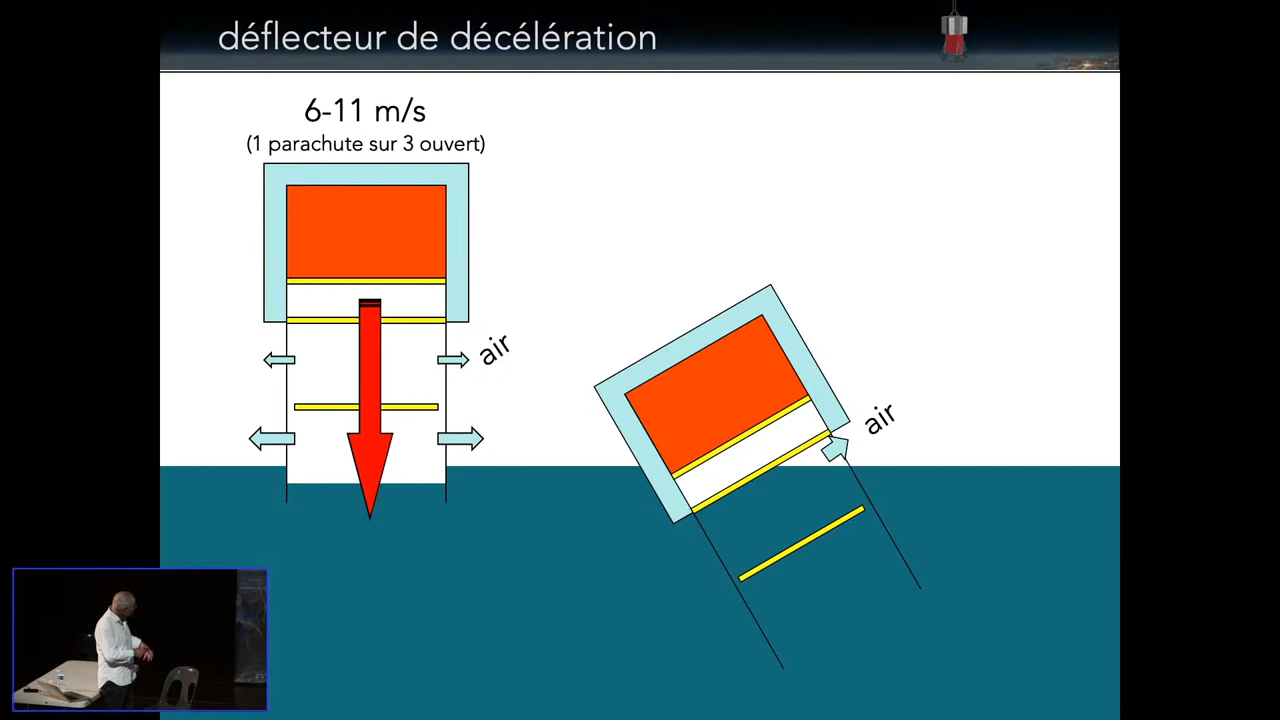 déflecteur de décélération
6-11 m/s
(1 parachute sur 3 ouvert)
air
air